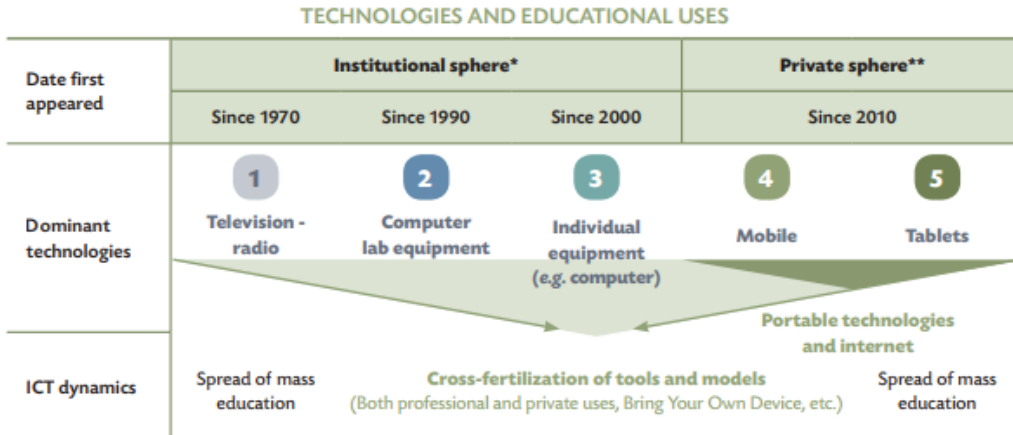 TECHNOLOGIES AND EDUCATIONAL USES
Date first
appeared
Institutional sphere*
Private sphere**
Since 1970
Since 1990
Since 2000
Since 2010
Dominant
technologies
1
Television -
radio
2
Computer
lab equipment
3
Individual
equipment
(e.g. computer)
4
Mobile
5
Tablets
Portable technologies
and internet
ICT dynamics
Spread of mass
education
Cross-fertilization of tools and models
(Both professional and private uses, Bring Your Own Device, etc.)
Spread of mass
education